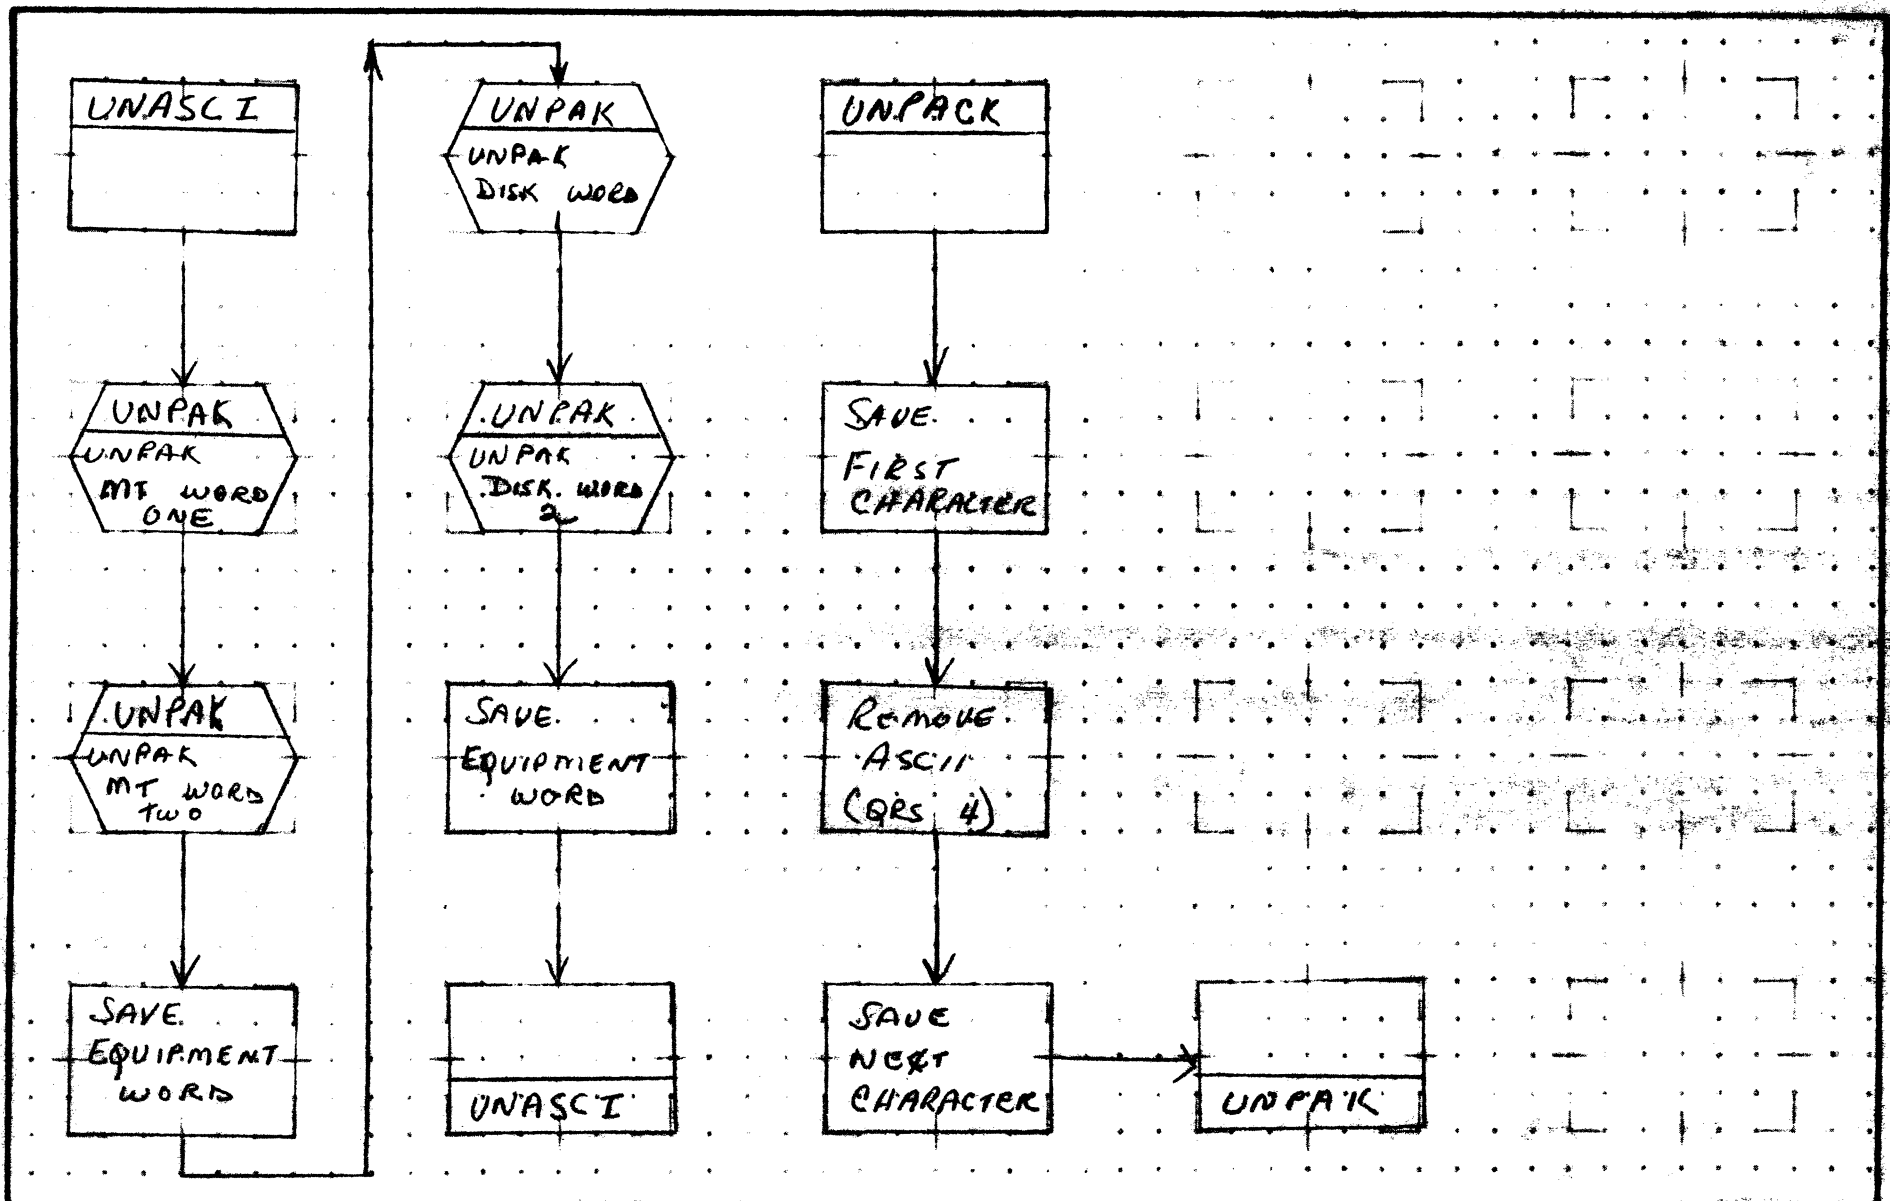 UNASCI
UNPAK
UNPAK
MT WORD
ONE
UNPAK
UNPAK
MT WORD
TWO
SAVE
EQUIPMENT
WORD
UNPAK
UNPAK
DISK WORD
UNPAK
UNPAK
DISK WORD
2
SAVE
EQUIPMENT
WORD
UNASCI
UNPACK
SAVE
FIRST
CHARACTER
REMOVE
ASCII
(QRS 4)
SAVE
NEXT
CHARACTER
UNPAK